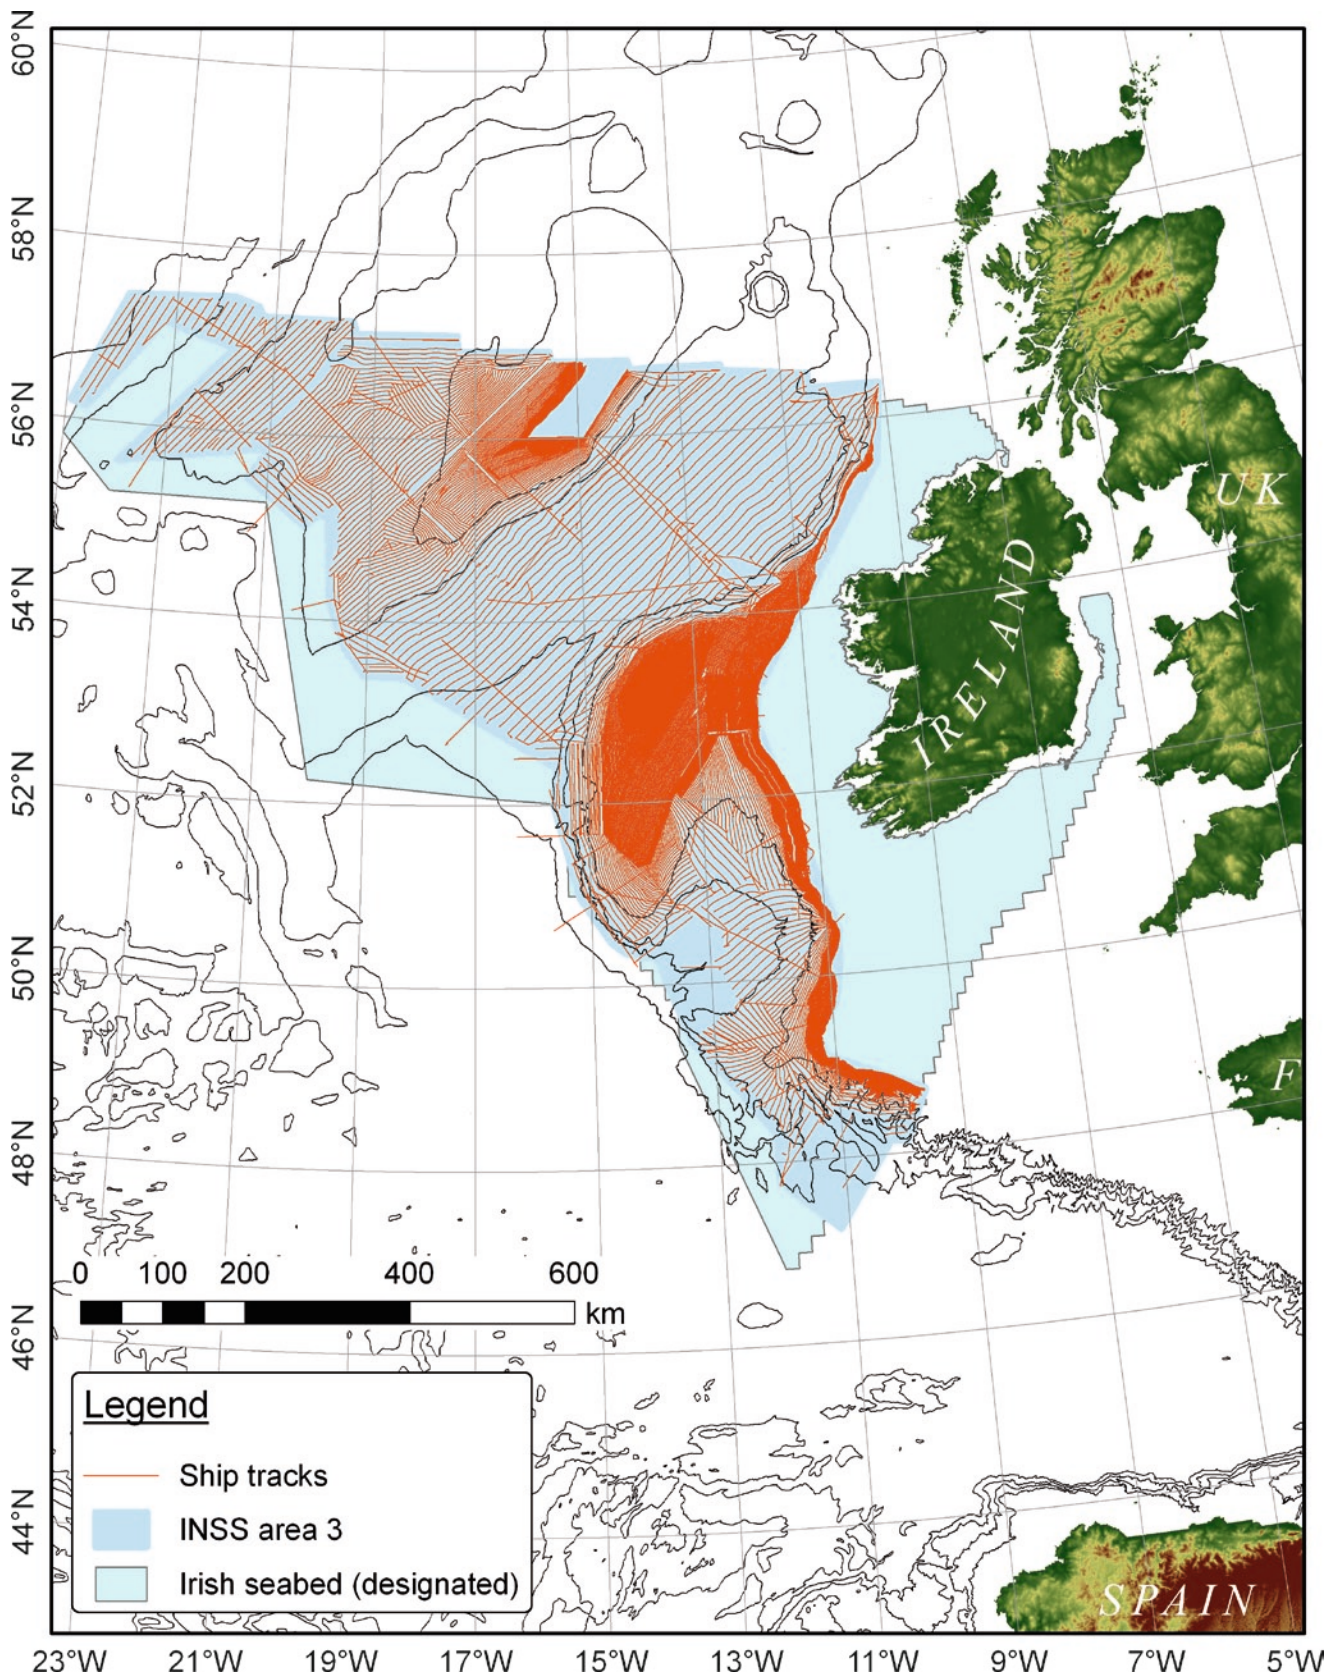 60°N
58°N
56°N
54°N
52°N
50°N
48°N
46°N
44°N
UK
IRELAND
F
0 100 200 400 600
km
Legend
Ship tracks
INSS area 3
Irish seabed (designated)
SPAIN
23°W 21°W 19°W 17°W 15°W 13°W 11°W 9°W 7°W 5°W